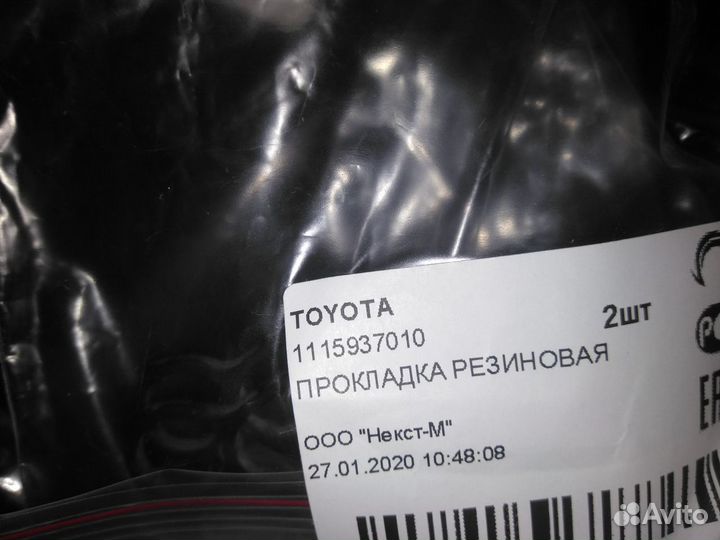 TOYOTA 2шт
1115937010
ПРОКЛАДКА РЕЗИНОВАЯ
ООО "Некст-М"
27.01.2020 10:48:08
Avito